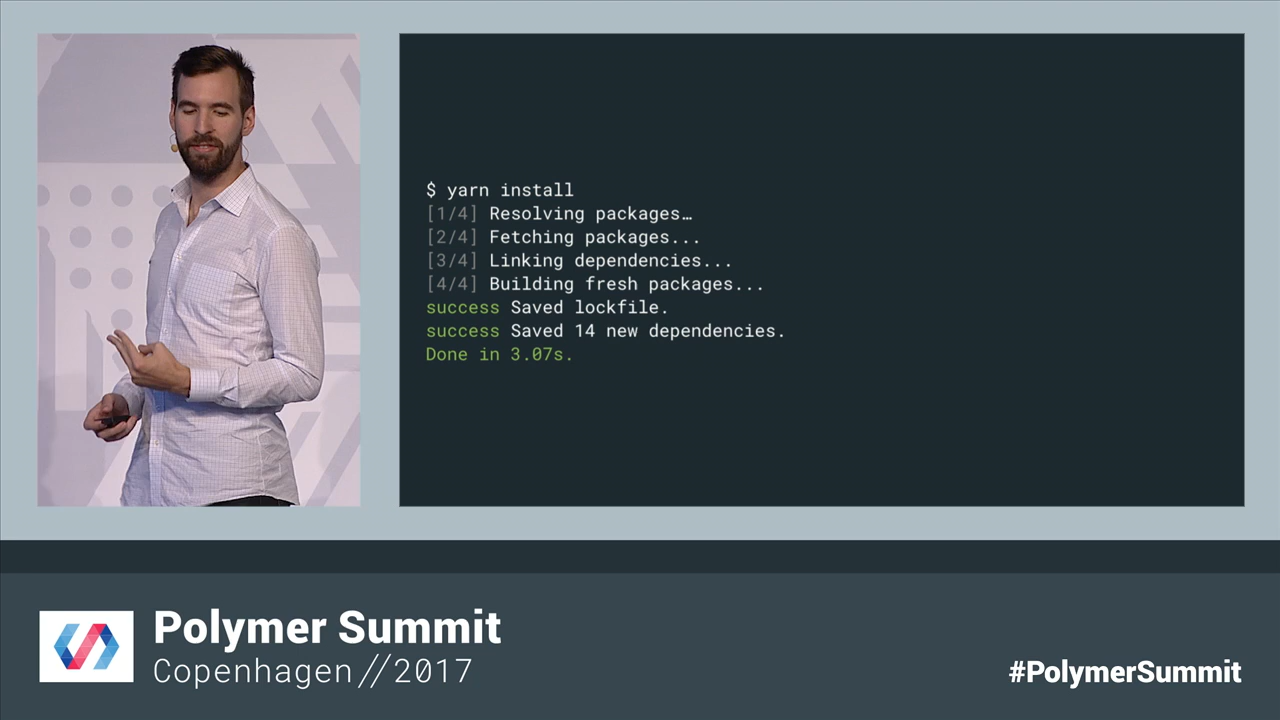 $ yarn install
[1/4] Resolving packages…
[2/4] Fetching packages...
[3/4] Linking dependencies...
[4/4] Building fresh packages...
success Saved lockfile.
success Saved 14 new dependencies.
Done in 3.07s.
Polymer Summit
Copenhagen//2017
#PolymerSummit